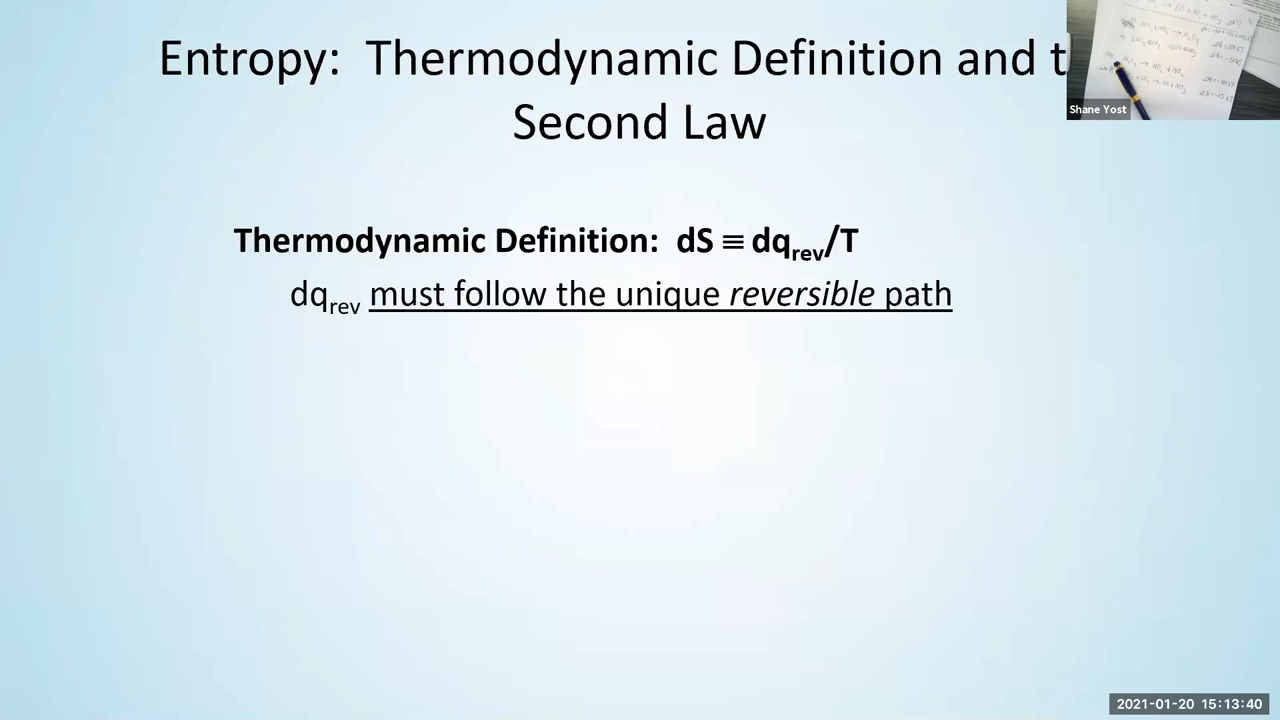 Entropy: Thermodynamic Definition and t
Second Law
Shane Yost
Thermodynamic Definition: dS ≡ dqrev/T
dqrev must follow the unique reversible path
2021-01-20 15:13:40